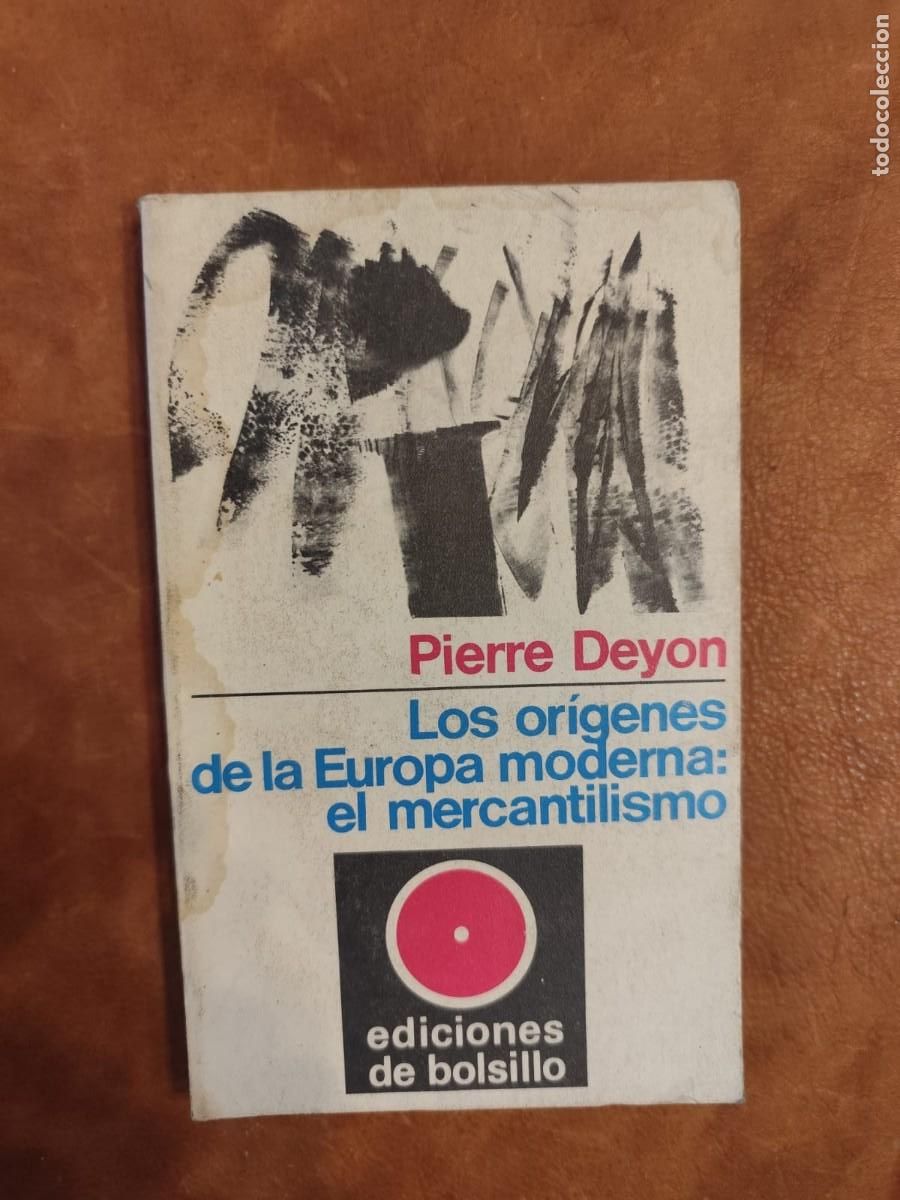 Pierre Deyon
Los orígenes
de la Europa moderna:
el mercantilismo
ediciones
de bolsillo
todocoleccion